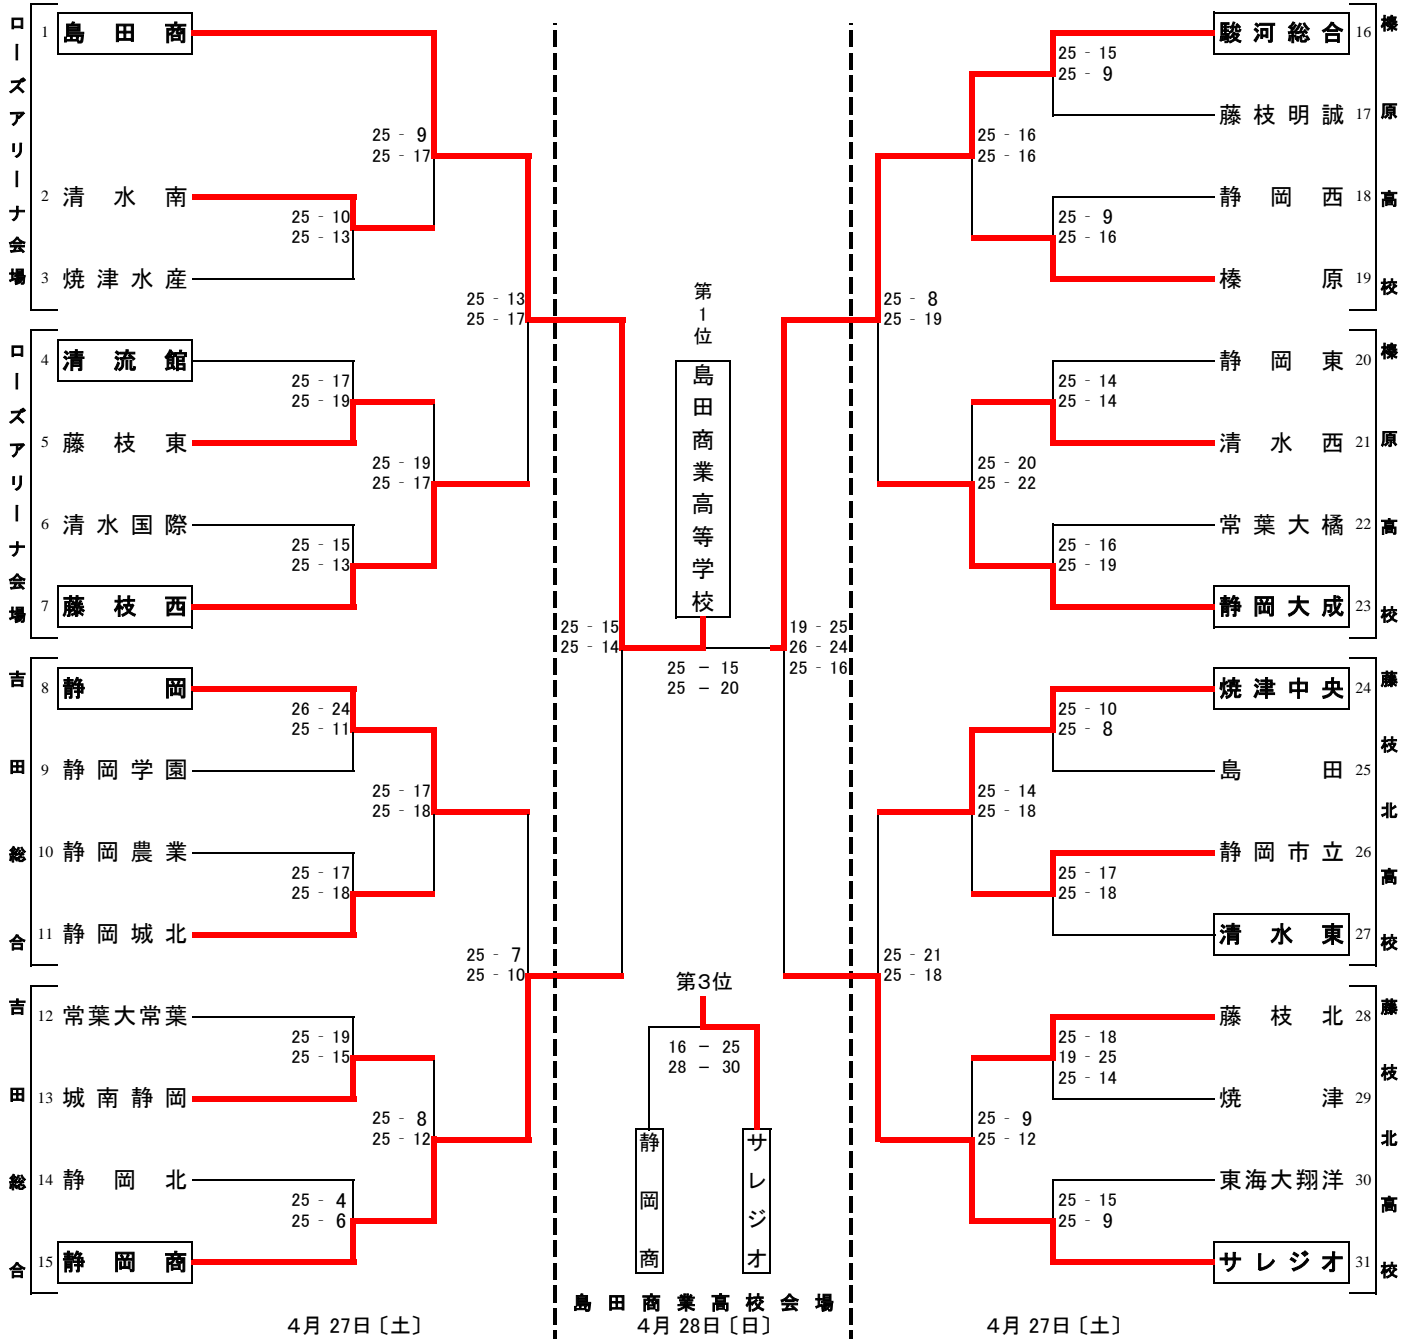 ローズアリーナ会場
1 島田商
2 清水南
3 焼津水産
25 - 9
25 - 17
25 - 10
25 - 13
25 - 13
25 - 17
ローズアリーナ会場
4 清流館
5 藤枝東
6 清水国際
7 藤枝西
25 - 17
25 - 19
25 - 19
25 - 17
25 - 15
25 - 13
25 - 15
25 - 14
吉田総合
8 静岡
9 静岡学園
10 静岡農業
11 静岡城北
26 - 24
25 - 11
25 - 17
25 - 18
25 - 17
25 - 18
25 - 7
25 - 10
吉田総合
12 常葉大常葉
13 城南静岡
14 静岡北
15 静岡商
25 - 19
25 - 15
25 - 8
25 - 12
25 - 4
25 - 6
4月 27日〔土〕
第1位
島田商業高等学校
25 − 15
25 − 20
第3位
16 − 25
28 − 30
静岡商
サレジオ
島田商業高校会場
4月 28日〔日〕
榛原高校
駿河総合 16
藤枝明誠 17
静岡西 18
榛原 19
25 - 15
25 - 9
25 - 16
25 - 16
25 - 9
25 - 16
25 - 8
25 - 19
榛原高校
静岡東 20
清水西 21
常葉大橘 22
静岡大成 23
25 - 14
25 - 14
25 - 20
25 - 22
25 - 16
25 - 19
19 - 25
26 - 24
25 - 16
藤枝北高校
焼津中央 24
島田 25
静岡市立 26
清水東 27
25 - 10
25 - 8
25 - 14
25 - 18
25 - 17
25 - 18
25 - 21
25 - 18
藤枝北高校
藤枝北 28
焼津 29
東海大翔洋 30
サレジオ 31
25 - 18
19 - 25
25 - 14
25 - 9
25 - 12
25 - 15
25 - 9
4月 27日〔土〕